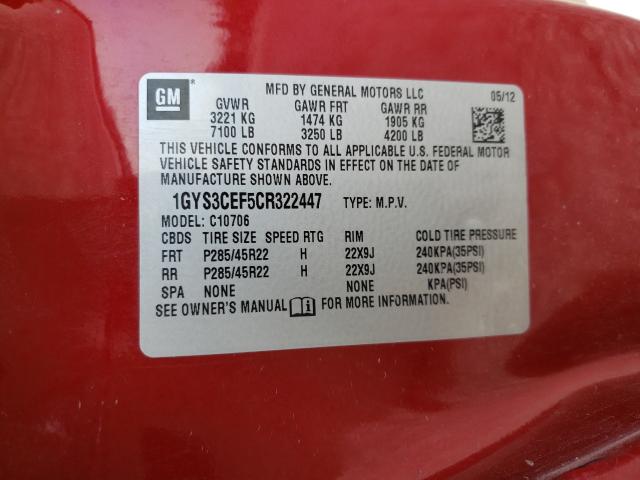 GM
MFD BY GENERAL MOTORS LLC 05/12
GVWR GAWR FRT GAWR RR
3221 KG 1474 KG 1905 KG
7100 LB 3250 LB 4200 LB
THIS VEHICLE CONFORMS TO ALL APPLICABLE U.S. FEDERAL MOTOR
VEHICLE SAFETY STANDARDS IN EFFECT ON THE DATE OF
MANUFACTURE SHOWN ABOVE.
1GYS3CEF5CR322447 TYPE: M.P.V.
MODEL: C10706
CBDS TIRE SIZE SPEED RTG RIM COLD TIRE PRESSURE
FRT P285/45R22 H 22X9J 240KPA(35PSI)
RR P285/45R22 H 22X9J 240KPA(35PSI)
SPA NONE NONE KPA(PSI)
SEE OWNER'S MANUAL FOR MORE INFORMATION.